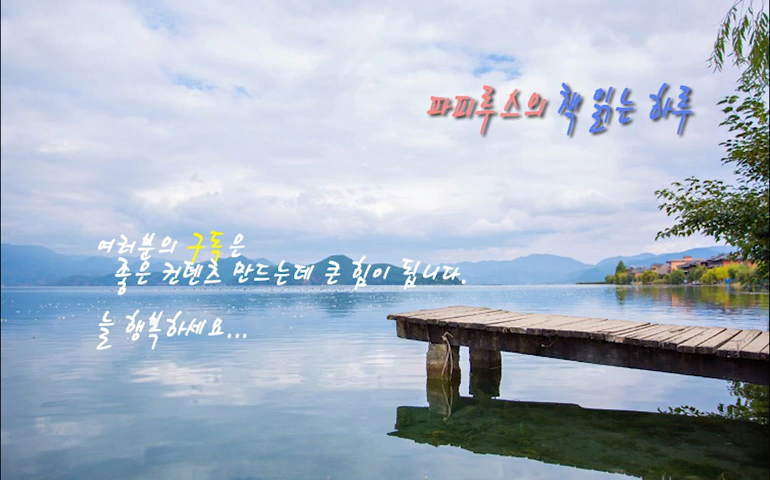 파피루스의 책 읽는 하루
여러분의 구독은
좋은 컨텐츠 만드는데 큰 힘이 됩니다.
늘 행복하세요...